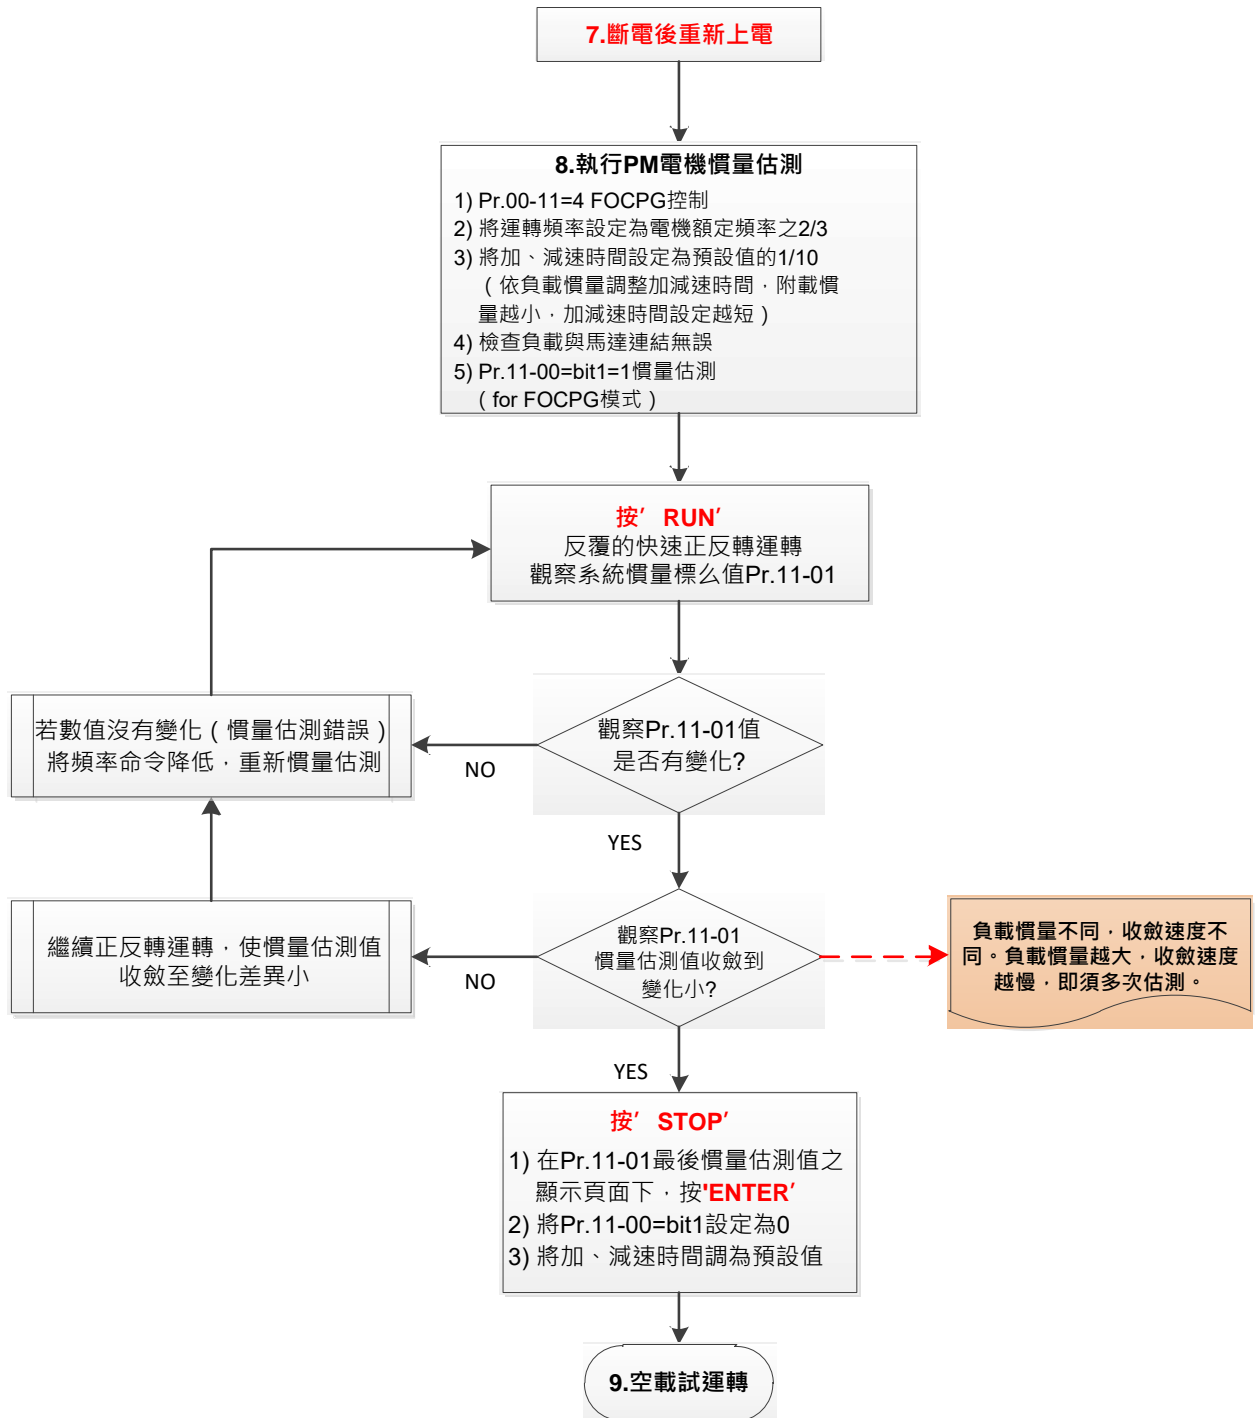 7.斷電後重新上電
8.執行PM電機慣量估測
1) Pr.00-11=4 FOCPG控制
2) 將運轉頻率設定為電機額定頻率之2/3
3) 將加、減速時間設定為預設值的1/10
（依負載慣量調整加減速時間，附載慣
量越小，加減速時間設定越短）
4) 檢查負載與馬達連結無誤
5) Pr.11-00=bit1=1慣量估測
（for FOCPG模式）
按’ RUN’
反覆的快速正反轉運轉
觀察系統慣量標么值Pr.11-01
觀察Pr.11-01值
是否有變化?
NO
若數值沒有變化（慣量估測錯誤）
將頻率命令降低，重新慣量估測
YES
觀察Pr.11-01
慣量估測值收斂到
變化小?
NO
繼續正反轉運轉，使慣量估測值
收斂至變化差異小
負載慣量不同，收斂速度不
同。負載慣量越大，收斂速度
越慢，即須多次估測。
YES
按’ STOP’
1) 在Pr.11-01最後慣量估測值之
顯示頁面下，按'ENTER’
2) 將Pr.11-00=bit1設定為0
3) 將加、減速時間調為預設值
9.空載試運轉